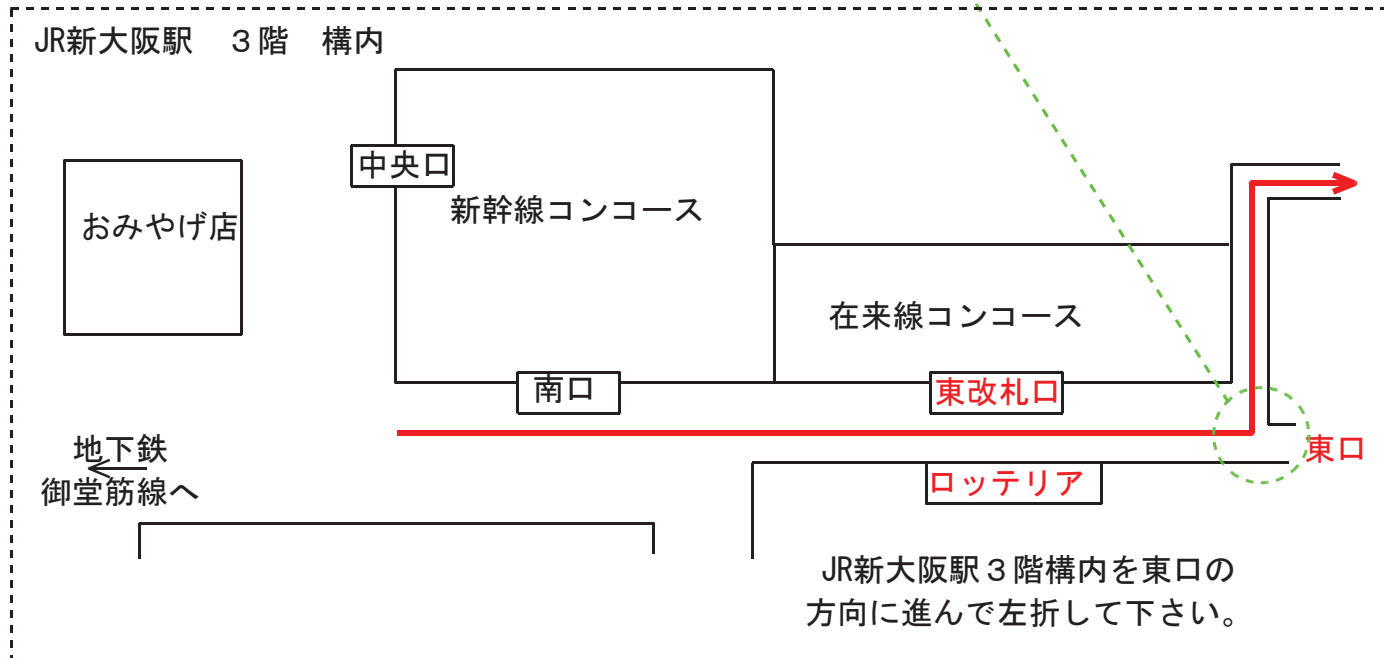 JR新大阪駅　３階　構内
中央口
新幹線コンコース
おみやげ店
在来線コンコース
南口
東改札口
地下鉄
御堂筋線へ
東口
ロッテリア
JR新大阪駅３階構内を東口の
方向に進んで左折して下さい。